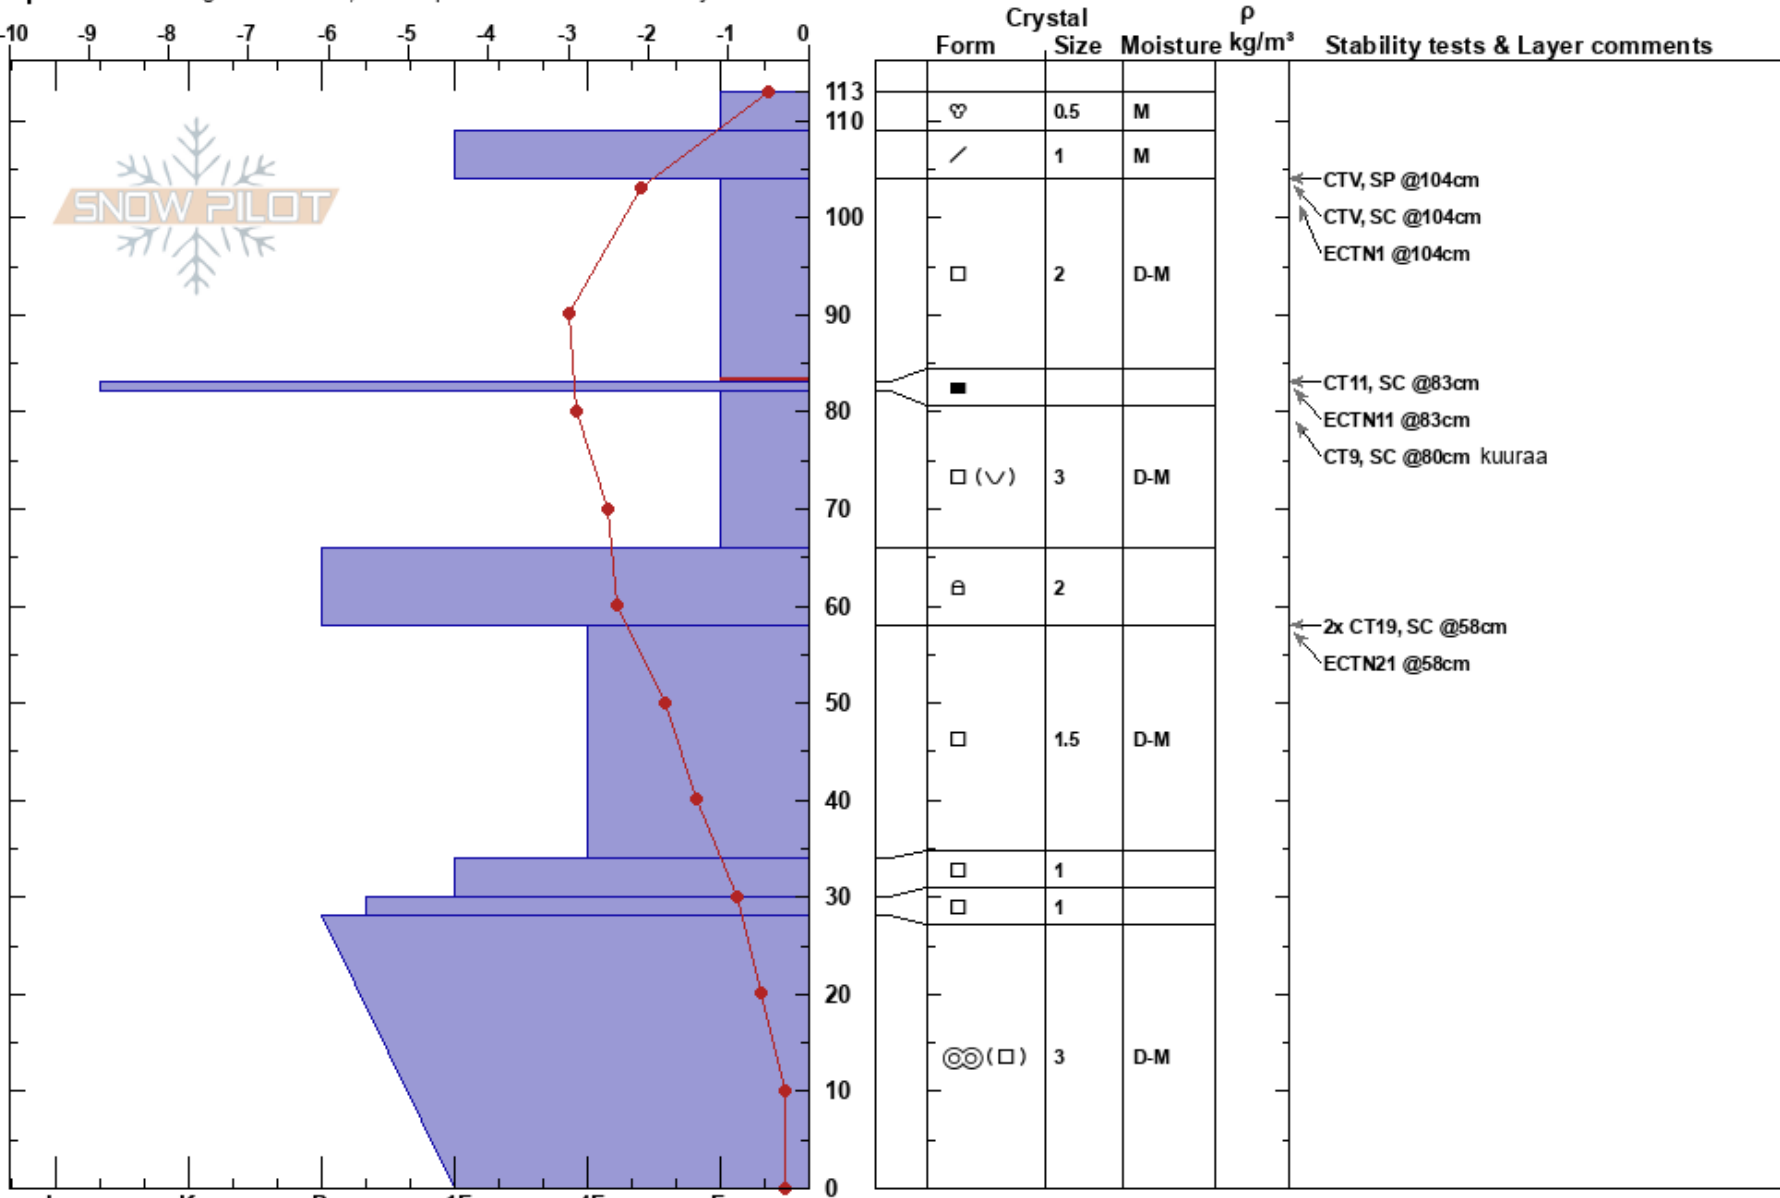 Crystal ρ
-10 -9 -8 -7 -6 -5 -4 -3 -2 -1 0 Form Size Moisture kg/m³ Stability tests & Layer comments
113
0.5 M
110
1 M
SNOW PILOT
CTV, SP @104cm
100
CTV, SC @104cm
ECTN1 @104cm
2 D-M
90
CT11, SC @83cm
80
ECTN11 @83cm
CT9, SC @80cm kuuraa
3 D-M
70
2
60
2x CT19, SC @58cm
ECTN21 @58cm
50
1.5 D-M
40
1
30
1
20
3 D-M
10
0